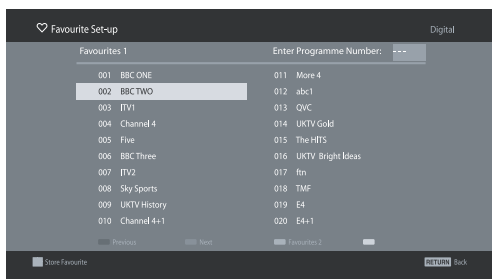 ♡ Favourite Set-up Digital
Favourites 1 Enter Programme Number: ---
001 BBC ONE
002 BBC TWO
003 ITV1
004 Channel 4
005 Five
006 BBC Three
007 ITV2
008 Sky Sports
009 UKTV History
010 Channel 4+1
011 More 4
012 abc1
013 QVC
014 UKTV Gold
015 The HITS
016 UKTV Bright Ideas
017 ftn
018 TMF
019 E4
020 E4+1
Previous Next Favourites 2
Store Favourite RETURN Back